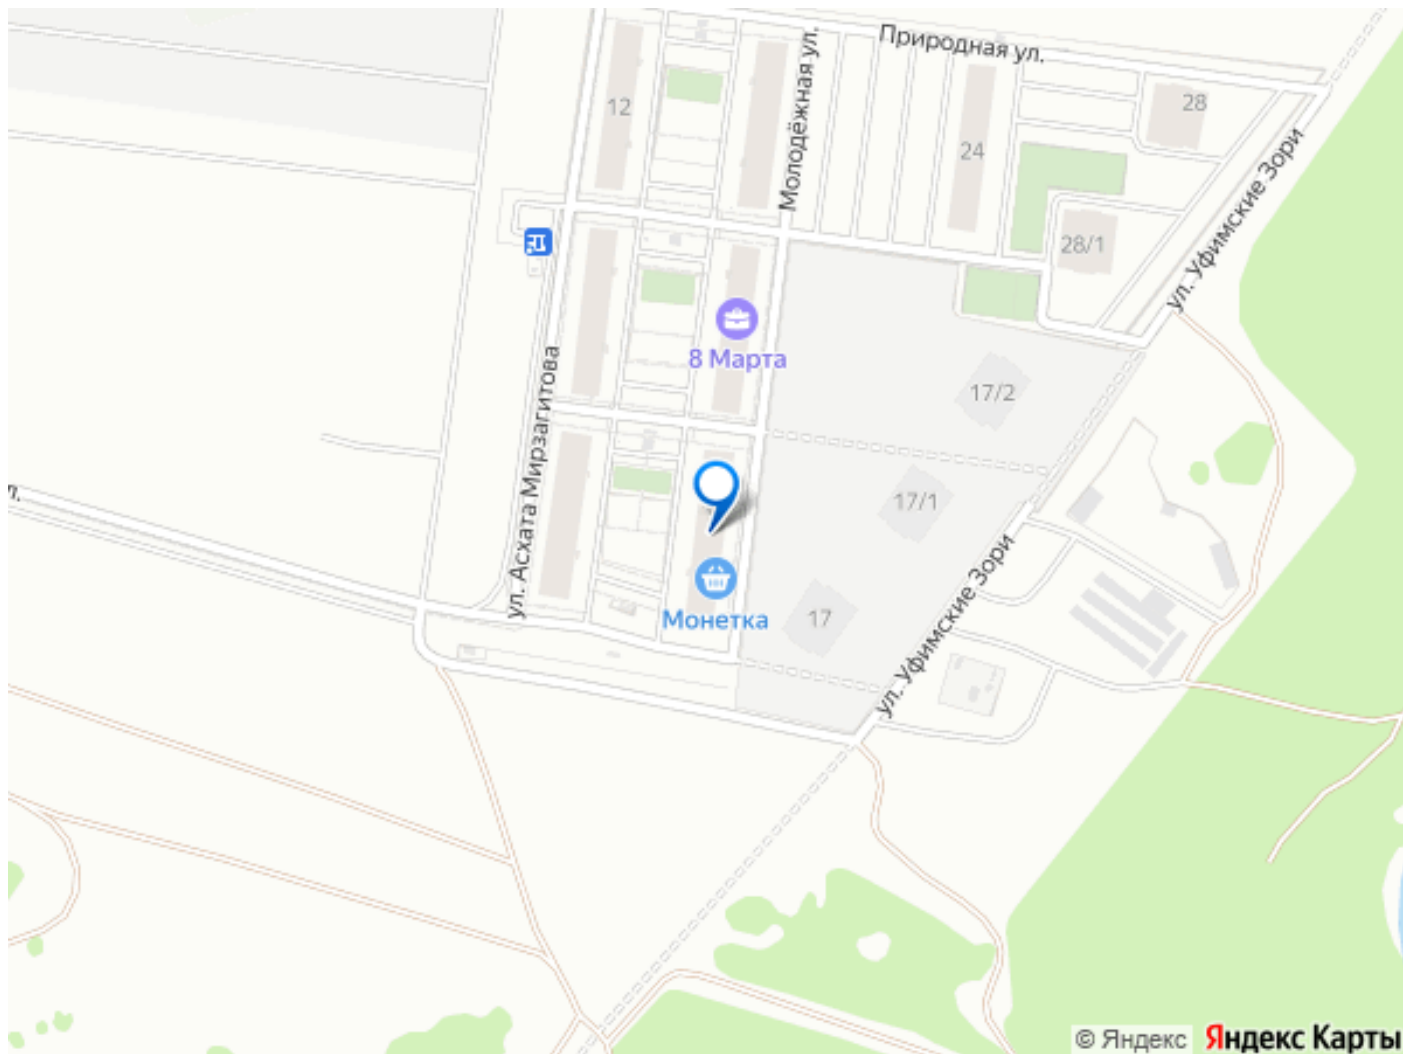 Природная ул.
Молодёжная ул.
12
28
24
28/1
ул. Уфимские Зори
8 Марта
17/2
ул. Асхата Мирзагитова
17/1
ул. Уфимские Зори
Монетка
17
© Яндекс
Яндекс Карты